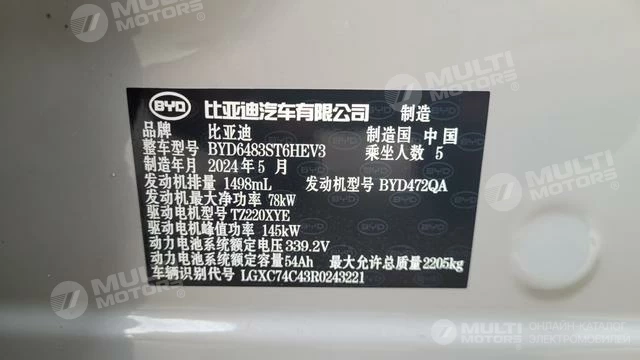 BYD 比亚迪汽车有限公司 制造
品牌 比亚迪 制造国 中国
整车型号 BYD6483ST6HEV3 乘坐人数 5
制造年月 2024年5月
发动机排量 1498mL 发动机型号 BYD472QA
发动机最大净功率 78kW
驱动电机型号 TZ220XYE
驱动电机峰值功率 145kW
动力电池系统额定电压 339.2V
动力电池系统额定容量 54Ah 最大允许总质量 2205kg
车辆识别代号 LGXC74C43R0243221
MULTI MOTORS
ОНЛАЙН-КАТАЛОГ
ЭЛЕКТРОМОБИЛЕЙ